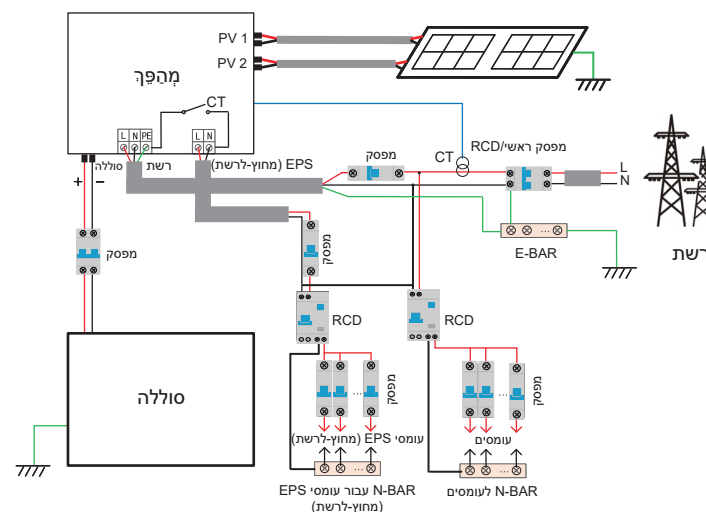 PV 1
PV 2
מְהַפֵּךְ
CT
L N PE
L N
סוללה
רשת
EPS (מחוץ-לרשת)
+
–
מפסק
CT
מפסק ראשי/RCD
L
N
רשת
E-BAR
מפסק
מפסק
RCD
RCD
סוללה
מפסק
...
מפסק
...
עומסי EPS (מחוץ-לרשת)
עומסים
...
...
N-BAR עבור עומסי EPS
(מחוץ-לרשת)
N-BAR לעומסים